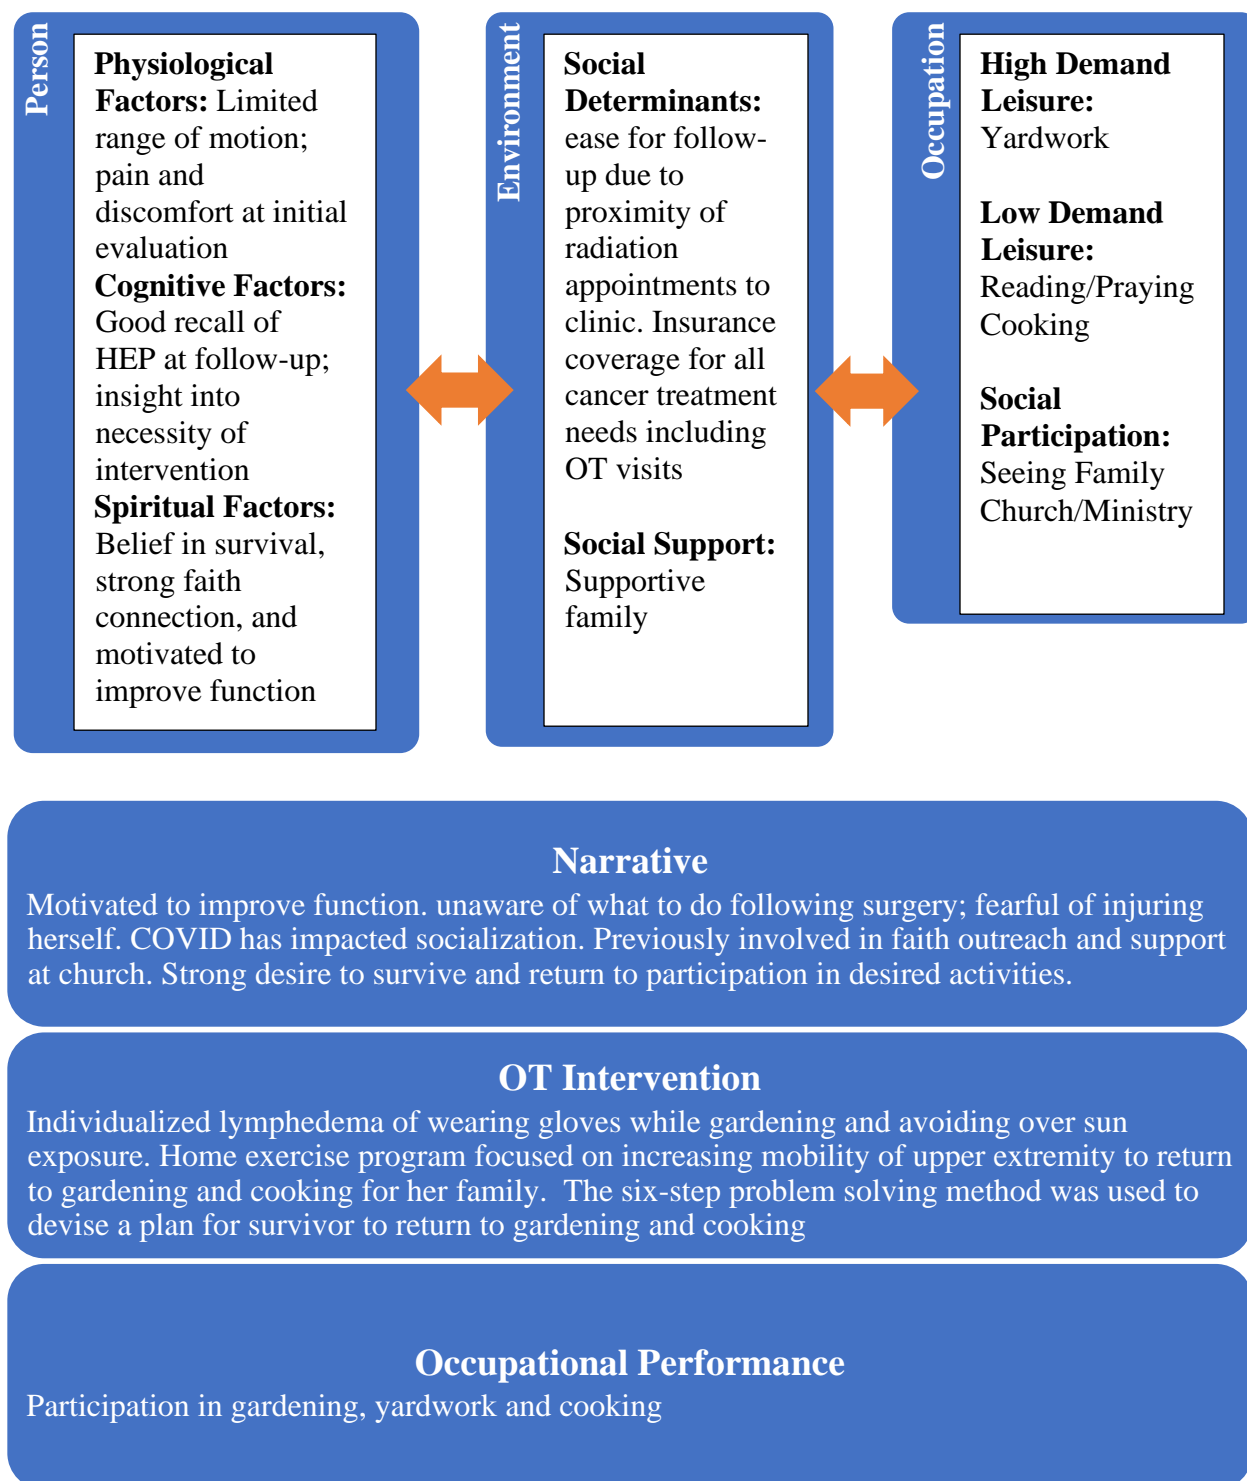 Person
Physiological
Factors: Limited
range of motion;
pain and
discomfort at initial
evaluation
Cognitive Factors:
Good recall of
HEP at follow-up;
insight into
necessity of
intervention
Spiritual Factors:
Belief in survival,
strong faith
connection, and
motivated to
improve function
Environment
Social
Determinants:
ease for follow-
up due to
proximity of
radiation
appointments to
clinic. Insurance
coverage for all
cancer treatment
needs including
OT visits
Social Support:
Supportive
family
Occupation
High Demand
Leisure:
Yardwork
Low Demand
Leisure:
Reading/Praying
Cooking
Social
Participation:
Seeing Family
Church/Ministry
Narrative
Motivated to improve function. unaware of what to do following surgery; fearful of injuring
herself. COVID has impacted socialization. Previously involved in faith outreach and support
at church. Strong desire to survive and return to participation in desired activities.
OT Intervention
Individualized lymphedema of wearing gloves while gardening and avoiding over sun
exposure. Home exercise program focused on increasing mobility of upper extremity to return
to gardening and cooking for her family.  The six-step problem solving method was used to
devise a plan for survivor to return to gardening and cooking
Occupational Performance
Participation in gardening, yardwork and cooking